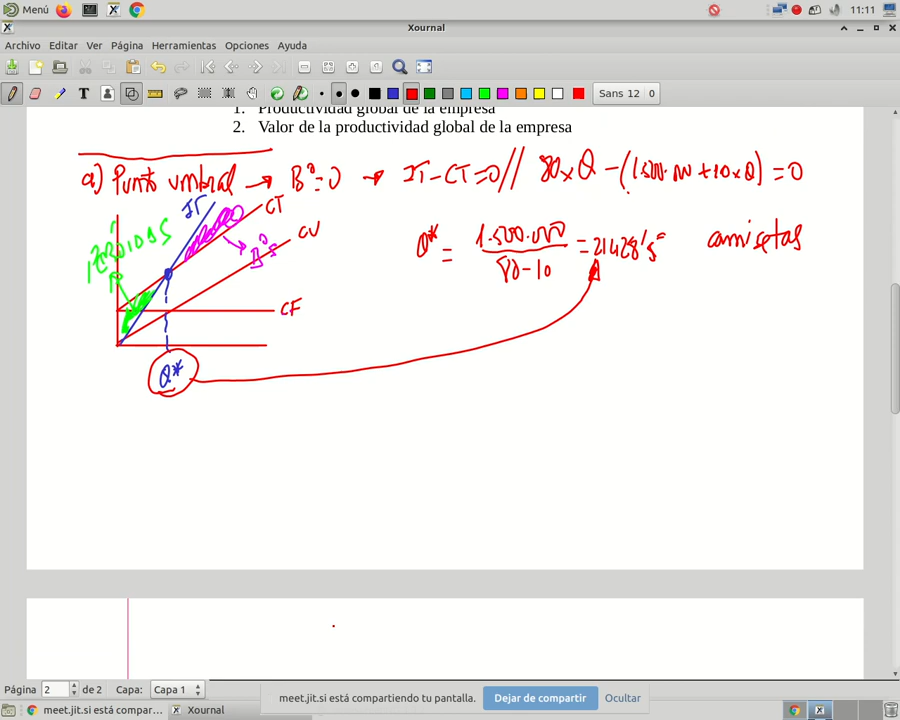 Menú
11:11
Xournal
Archivo Editar Ver Página Herramientas Opciones Ayuda
Sans 12 0
1. Productividad global de la empresa
2. Valor de la productividad global de la empresa
a) Punto umbral → Bº=0 → IT-CT=0// 80×Q -(1.500.000+10×Q)=0
IT
CT
CV
PÉRDIDAS
Bºs
Q* = 1.500.000 / 80-10 = 21428's camisetas
CF
Q*
Página 2 de 2 Capa: Capa 1
meet.jit.si está compartiendo tu pantalla. Dejar de compartir Ocultar
meet.jit.si está compar... Xournal